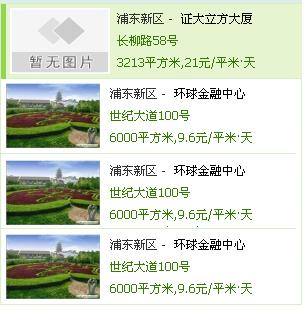 暂无图片
浦东新区 - 证大立方大厦
长柳路58号
3213平方米,21元/平米·天
浦东新区 - 环球金融中心
世纪大道100号
6000平方米,9.6元/平米·天
浦东新区 - 环球金融中心
世纪大道100号
6000平方米,9.6元/平米·天
浦东新区 - 环球金融中心
世纪大道100号
6000平方米,9.6元/平米·天